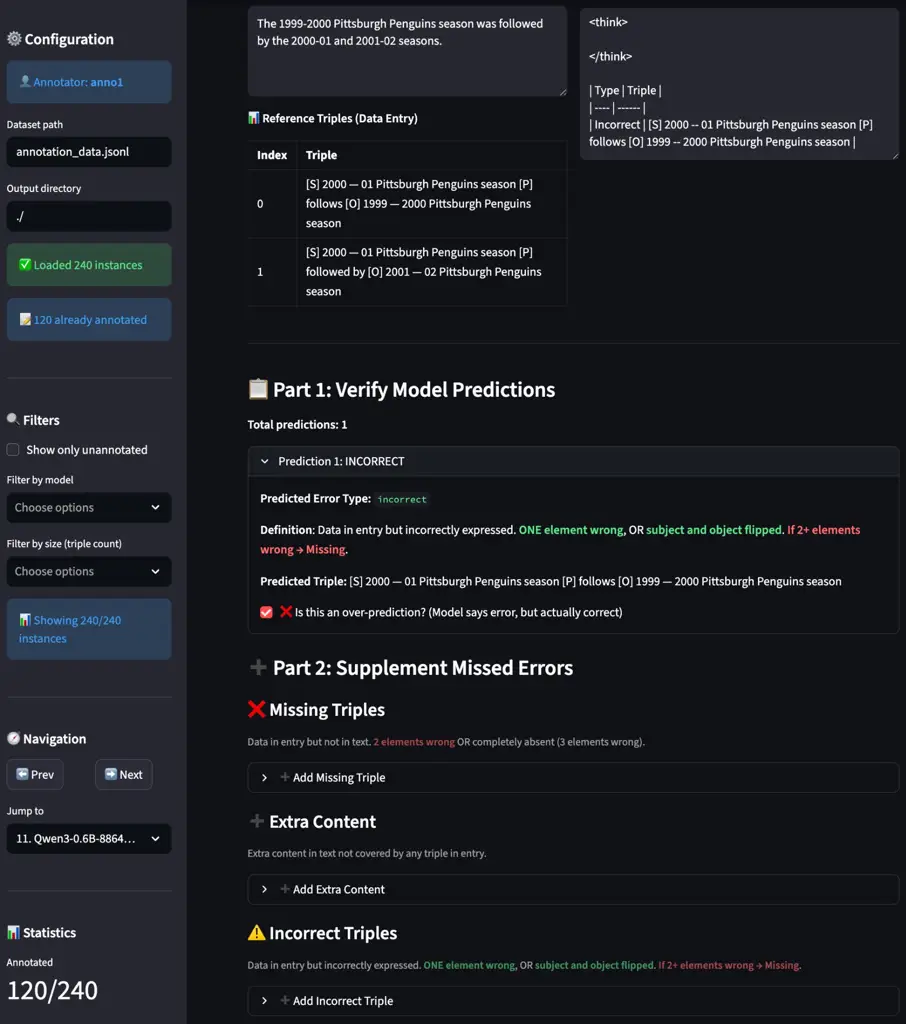 Configuration
Annotator: anno1
Dataset path
annotation_data.jsonl
Output directory
./
Loaded 240 instances
120 already annotated
Filters
Show only unannotated
Filter by model
Choose options
Filter by size (triple count)
Choose options
Showing 240/240
instances
Navigation
Prev
Next
Jump to
11. Qwen3-0.6B-8864...
Statistics
Annotated
120/240
The 1999-2000 Pittsburgh Penguins season was followed
by the 2000-01 and 2001-02 seasons.
<think>
</think>
| Type | Triple |
| ---- | ------ |
| Incorrect | [S] 2000 -- 01 Pittsburgh Penguins season [P]
follows [O] 1999 -- 2000 Pittsburgh Penguins season |
Reference Triples (Data Entry)
Index Triple
0
[S] 2000 — 01 Pittsburgh Penguins season [P]
follows [O] 1999 — 2000 Pittsburgh Penguins
season
1
[S] 2000 — 01 Pittsburgh Penguins season [P]
followed by [O] 2001 — 02 Pittsburgh Penguins
season
Part 1: Verify Model Predictions
Total predictions: 1
Prediction 1: INCORRECT
Predicted Error Type: incorrect
Definition: Data in entry but incorrectly expressed. ONE element wrong, OR subject and object flipped. If 2+ elements
wrong → Missing.
Predicted Triple: [S] 2000 — 01 Pittsburgh Penguins season [P] follows [O] 1999 — 2000 Pittsburgh Penguins season
Is this an over-prediction? (Model says error, but actually correct)
Part 2: Supplement Missed Errors
Missing Triples
Data in entry but not in text. 2 elements wrong OR completely absent (3 elements wrong).
Add Missing Triple
Extra Content
Extra content in text not covered by any triple in entry.
Add Extra Content
Incorrect Triples
Data in entry but incorrectly expressed. ONE element wrong, OR subject and object flipped. If 2+ elements wrong → Missing.
Add Incorrect Triple